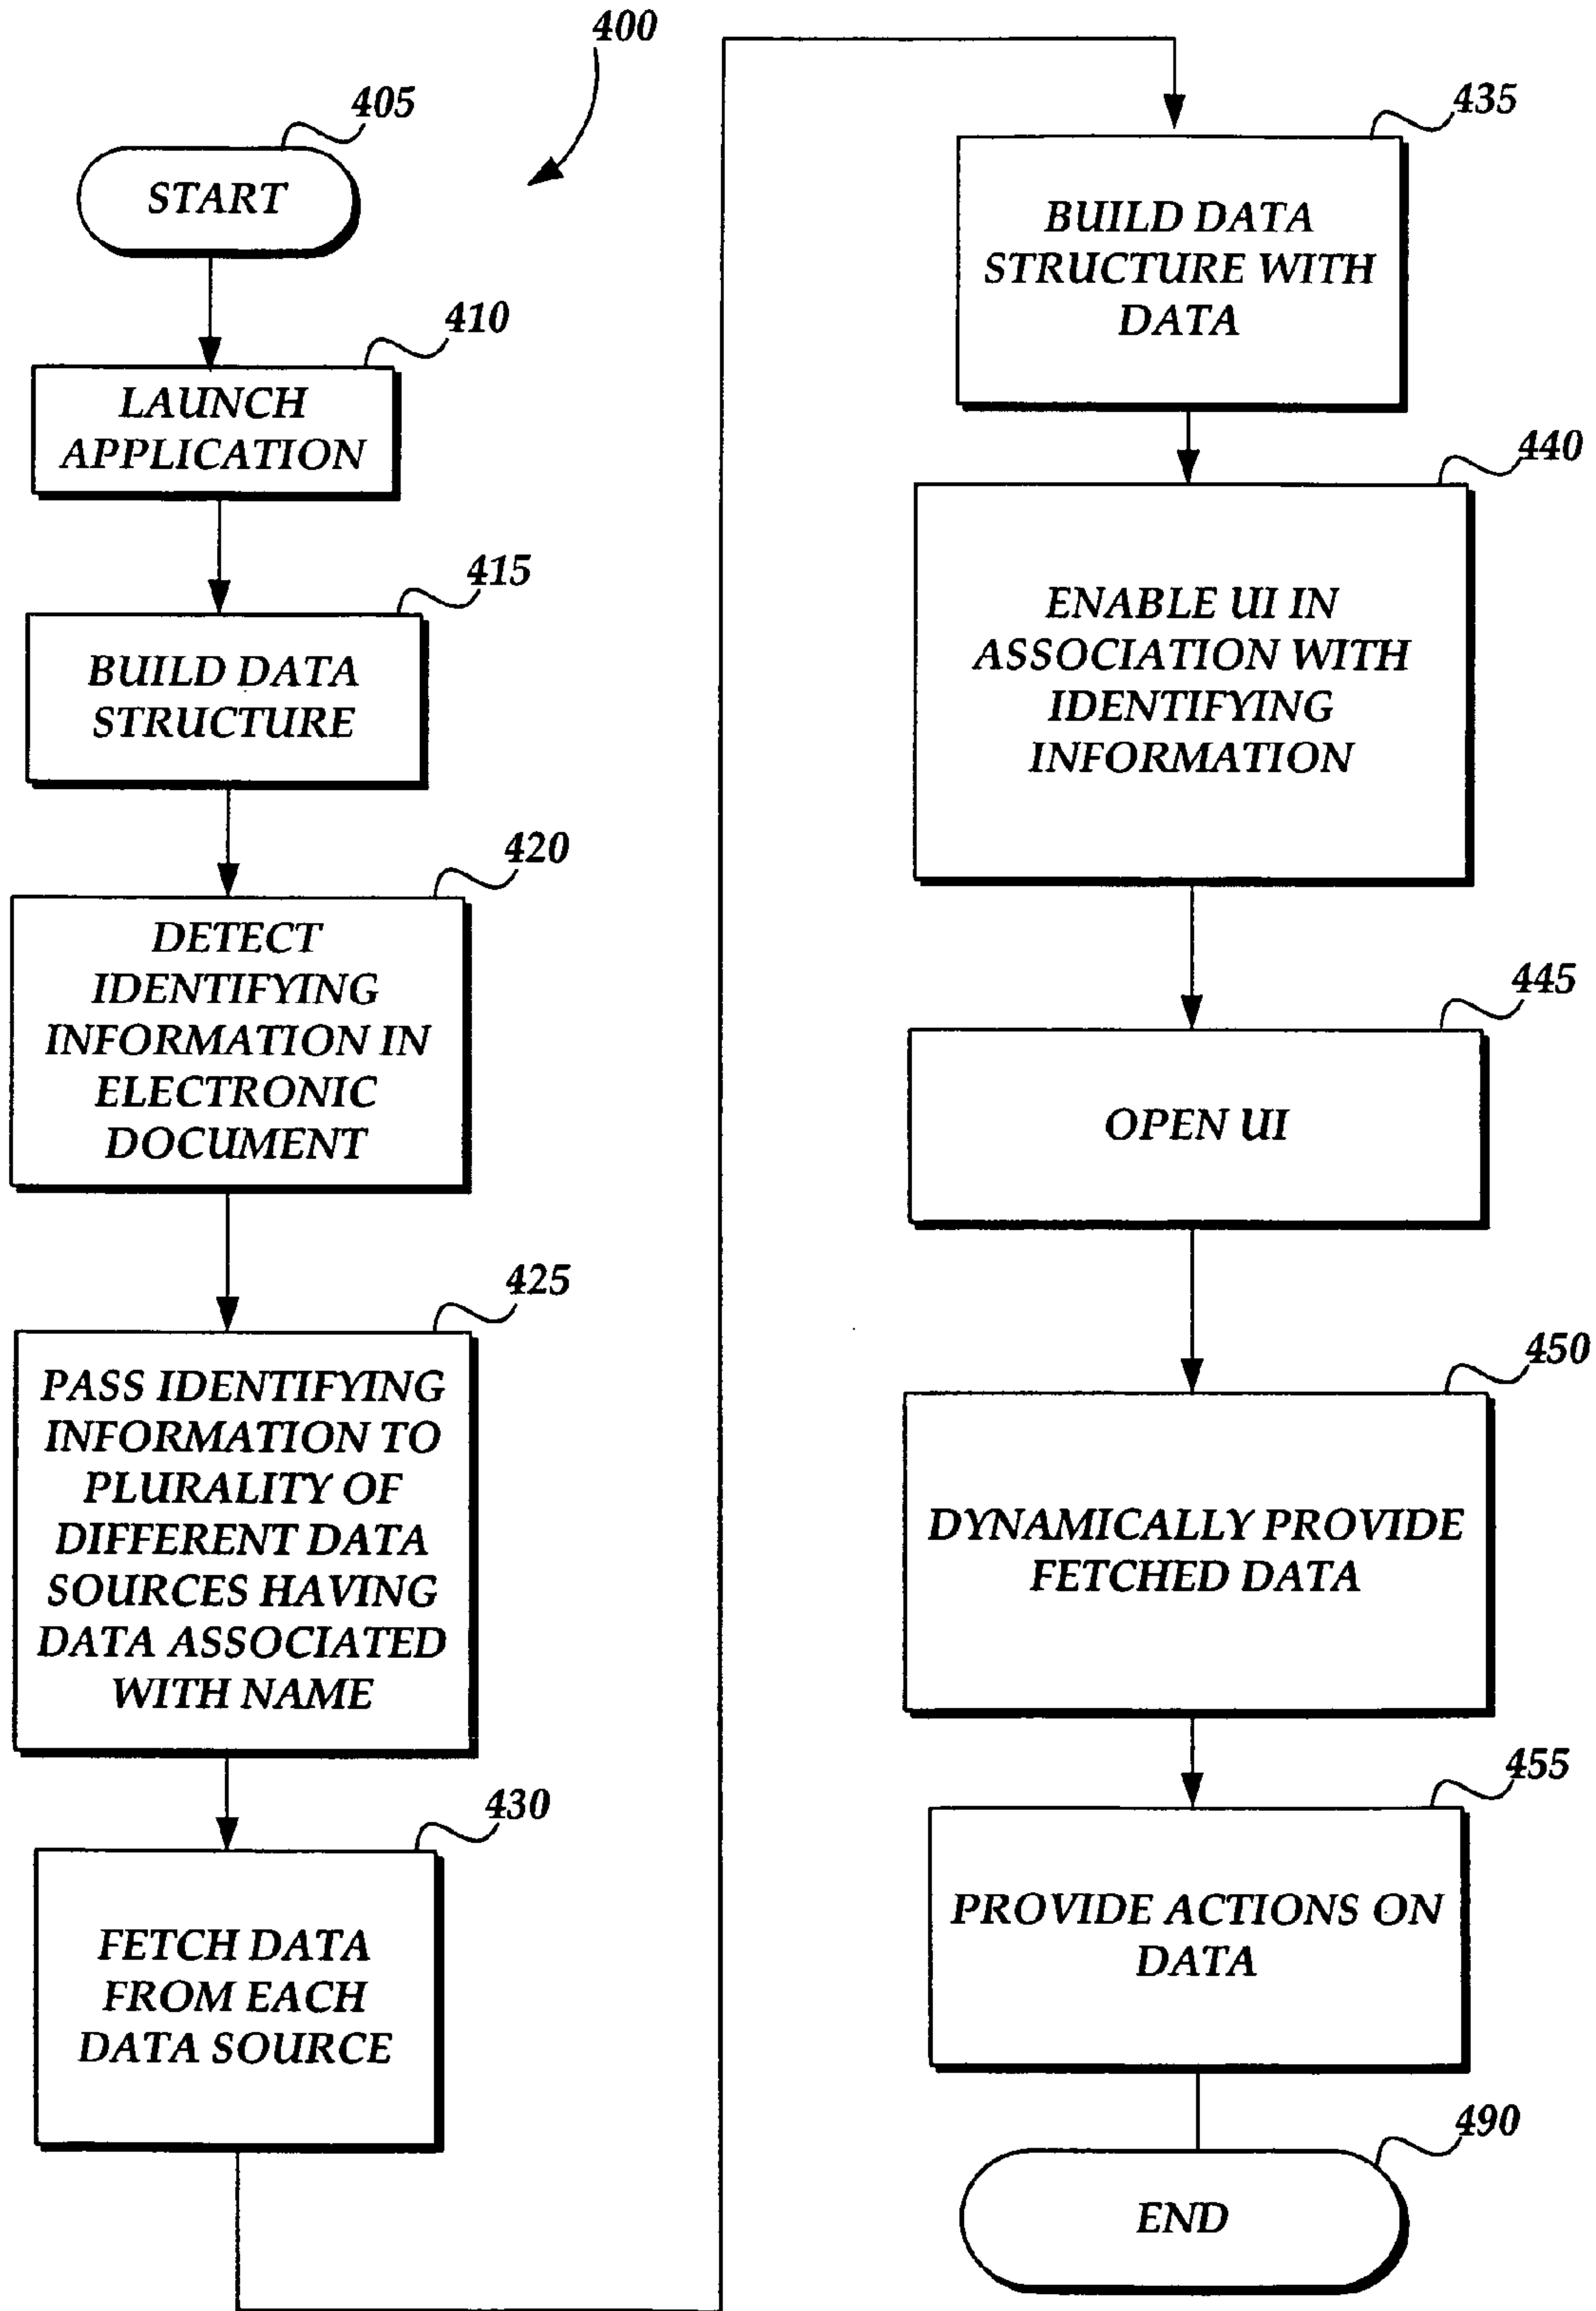 400
405
START
410
LAUNCH
APPLICATION
415
BUILD DATA
STRUCTURE
420
DETECT
IDENTIFYING
INFORMATION IN
ELECTRONIC
DOCUMENT
425
PASS IDENTIFYING
INFORMATION TO
PLURALITY OF
DIFFERENT DATA
SOURCES HAVING
DATA ASSOCIATED
WITH NAME
430
FETCH DATA
FROM EACH
DATA SOURCE
435
BUILD DATA
STRUCTURE WITH
DATA
440
ENABLE UI IN
ASSOCIATION WITH
IDENTIFYING
INFORMATION
445
OPEN UI
450
DYNAMICALLY PROVIDE
FETCHED DATA
455
PROVIDE ACTIONS ON
DATA
490
END